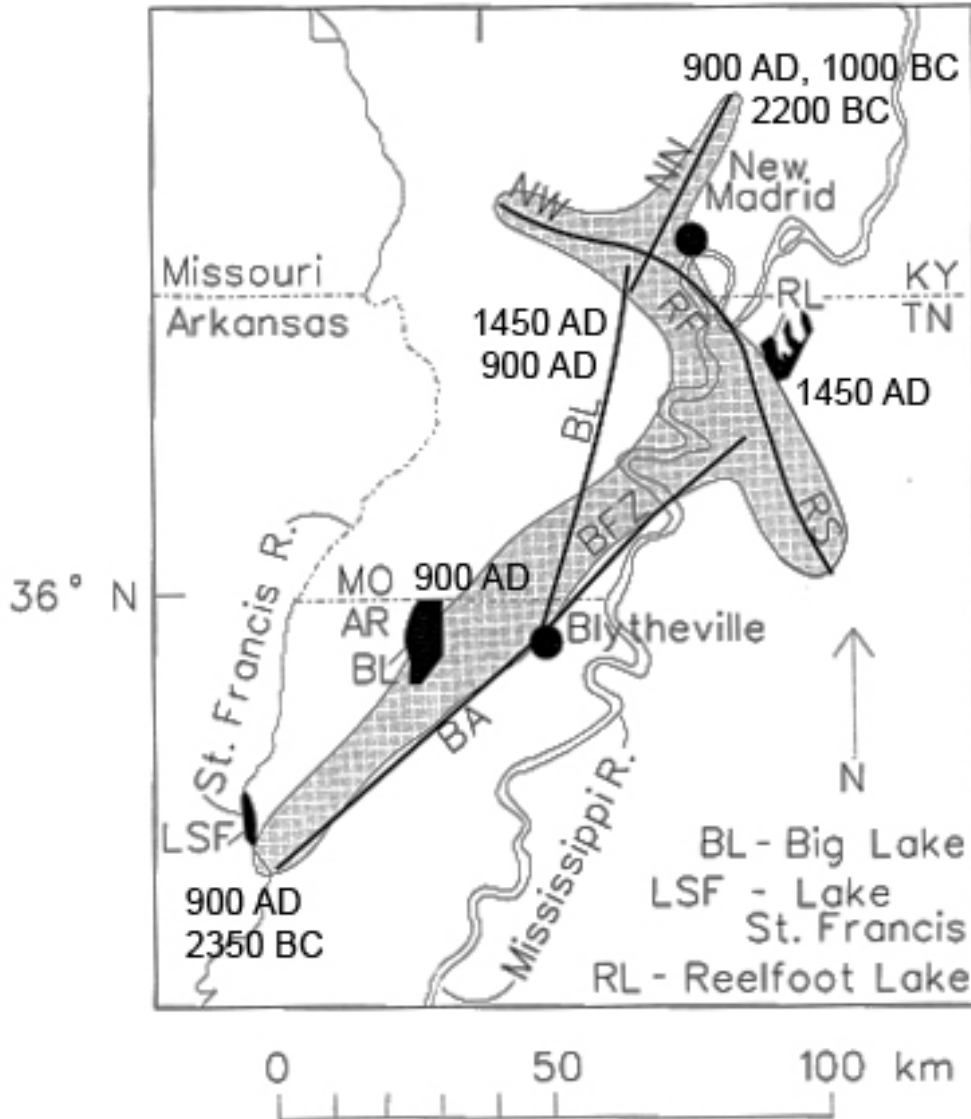 900 AD, 1000 BC
2200 BC
NW
NN
New
Madrid
Missouri
Arkansas
RL
KY
TN
RF
1450 AD
900 AD
1450 AD
BL
BFZ
RS
St. Francis R.
36° N
MO
900 AD
AR
BL
Blytheville
BA
N
LSF
900 AD
2350 BC
Mississippi R.
BL - Big Lake
LSF - Lake
St. Francis
RL - Reelfoot Lake
0 50 100 km